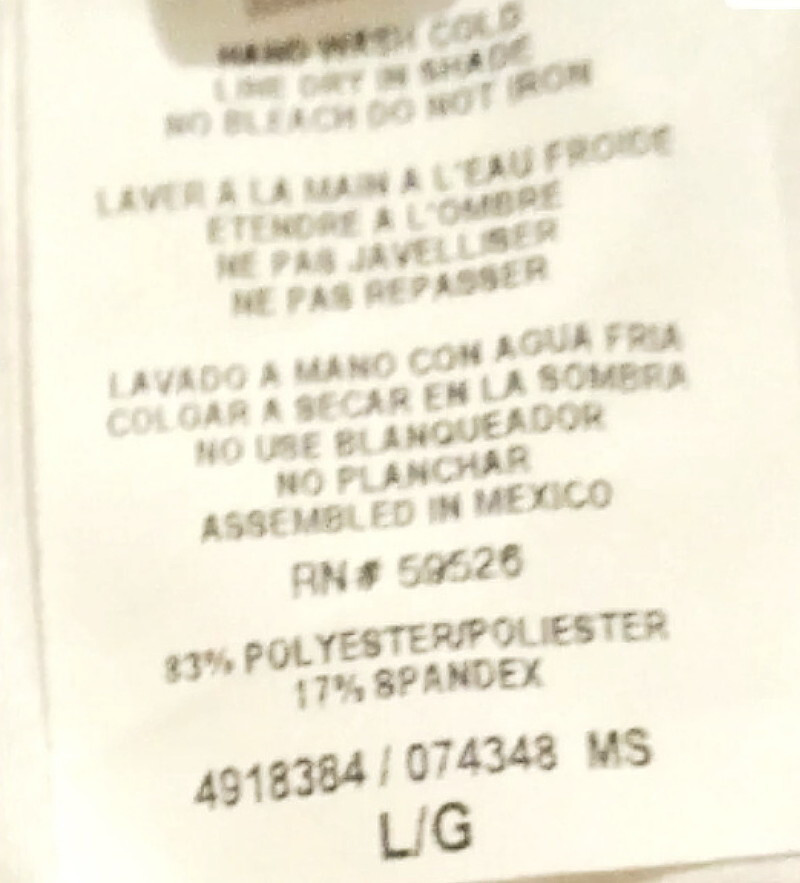 HAND WASH COLD
LINE DRY IN SHADE
NO BLEACH DO NOT IRON
LAVER A LA MAIN A L'EAU FROIDE
ETENDRE A L'OMBRE
NE PAS JAVELLISER
NE PAS REPASSER
LAVADO A MANO CON AGUA FRIA
COLGAR A SECAR EN LA SOMBRA
NO USE BLANQUEADOR
NO PLANCHAR
ASSEMBLED IN MEXICO
RN# 59526
83% POLYESTER/POLIESTER
17% SPANDEX
4918384 / 074348 MS
L/G